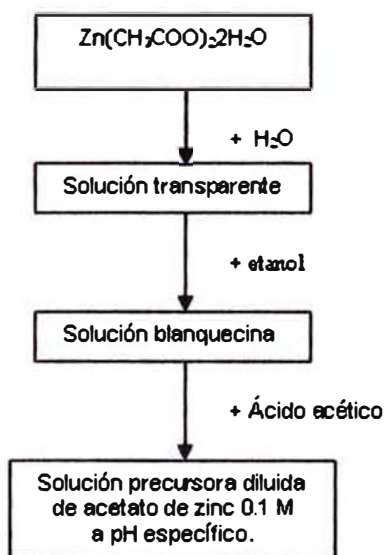 Zn(CH₃COO)₂2H₂O
+ H₂O
Solución transparente
+ etanol
Solución blanquecina
+ Ácido acético
Solución precursora diluida
de acetato de zinc 0.1 M
a pH específico.